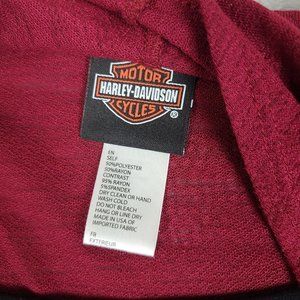 MOTOR
HARLEY-DAVIDSON
CYCLES
®
EN
SELF
50%POLYESTER
50%RAYON
CONTRAST
95% RAYON
5%SPANDEX
DRY CLEAN OR HAND
WASH COLD
DO NOT BLEACH
HANG OR LINE DRY
MADE IN USA OF
IMPORTED FABRIC
FR
EXTERIEUR